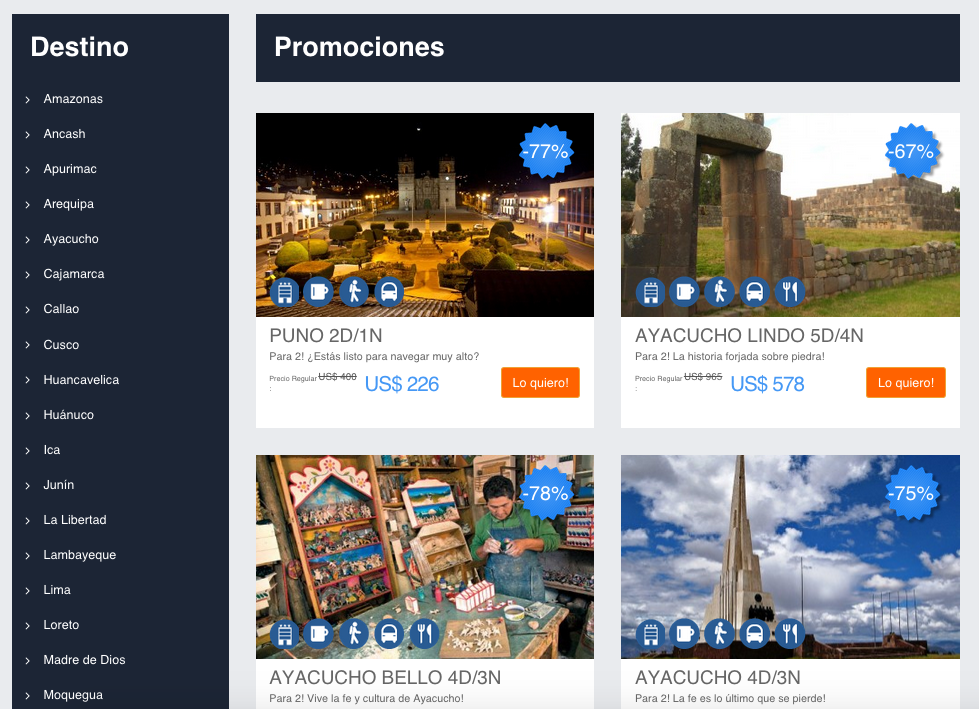 Destino
Amazonas
Ancash
Apurimac
Arequipa
Ayacucho
Cajamarca
Callao
Cusco
Huancavelica
Huánuco
Ica
Junín
La Libertad
Lambayeque
Lima
Loreto
Madre de Dios
Moquegua
Promociones
-77%
PUNO 2D/1N
Para 2! ¿Estás listo para navegar muy alto?
Precio Regular US$ 400 US$ 226
:
Lo quiero!
-67%
AYACUCHO LINDO 5D/4N
Para 2! La historia forjada sobre piedra!
Precio Regular US$ 965 US$ 578
:
Lo quiero!
-78%
AYACUCHO BELLO 4D/3N
Para 2! Vive la fe y cultura de Ayacucho!
-75%
AYACUCHO 4D/3N
Para 2! La fe es lo último que se pierde!